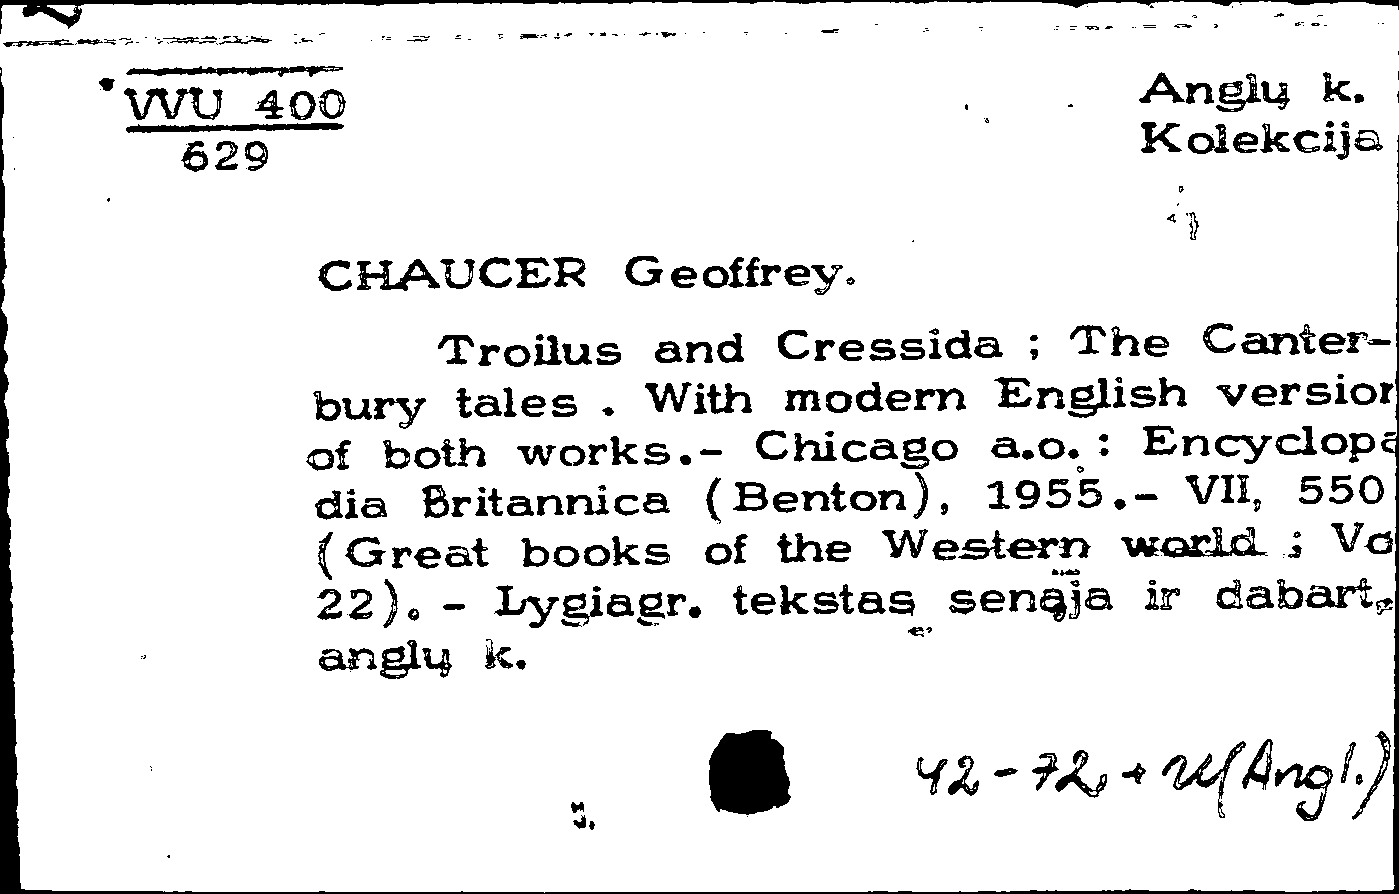 VVU 400
629
Anglų k.
Kolekcija
CHAUCER Geoffrey.
Troilus and Cressida ; The Canter-
bury tales . With modern English version
of both works.- Chicago a.o. : Encyclopa
dia Britannica (Benton), 1955.- VII, 550
(Great books of the Western world ; Vo
22). - Lygiagr. tekstas senąja ir dabart.
anglų k.
42-72 + (Angl.)